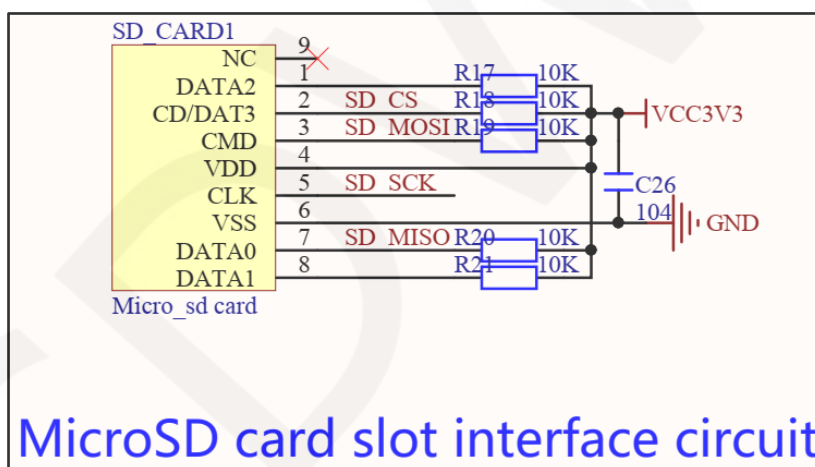 SD_CARD1
NC 9
DATA2 1 R17 10K
CD/DAT3 2 SD_CS R18 10K VCC3V3
CMD 3 SD_MOSI R19 10K
VDD 4
CLK 5 SD_SCK C26
VSS 6 104 GND
DATA0 7 SD_MISO R20 10K
DATA1 8 R21 10K
Micro_sd card
MicroSD card slot interface circuit